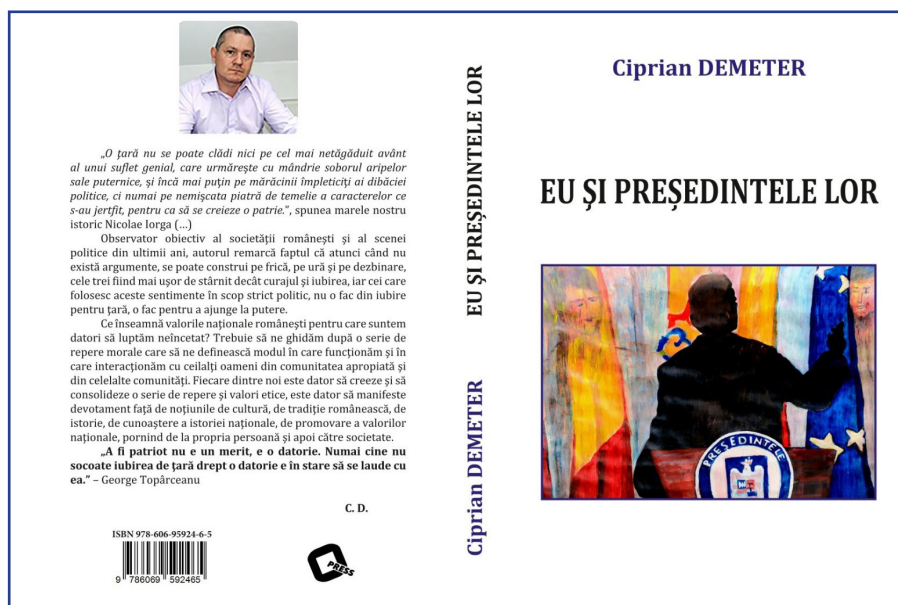 „O țară nu se poate clădi nici pe cel mai netăgăduit avânt
al unui suflet genial, care urmărește cu mândrie soborul aripelor
sale puternice, și încă mai puțin pe mărăcinii împleticiți ai dibăciei
politice, ci numai pe nemișcata piatră de temelie a caracterelor ce
s-au jertfit, pentru ca să se creieze o patrie.", spunea marele nostru
istoric Nicolae Iorga (…)
Observator obiectiv al societății românești și al scenei
politice din ultimii ani, autorul remarcă faptul că atunci când nu
există argumente, se poate construi pe frică, pe ură și pe dezbinare,
cele trei fiind mai ușor de stârnit decât curajul și iubirea, iar cei care
folosesc aceste sentimente în scop strict politic, nu o fac din iubire
pentru țară, o fac pentru a ajunge la putere.
Ce înseamnă valorile naționale românești pentru care suntem
datori să luptăm neîncetat? Trebuie să ne ghidăm după o serie de
repere morale care să ne definească modul în care funcționăm și în
care interacționăm cu ceilalți oameni din comunitatea apropiată și
din celelalte comunități. Fiecare dintre noi este dator să creeze și să
consolideze o serie de repere și valori etice, este dator să manifeste
devotament față de noțiunile de cultură, de tradiție românească, de
istorie, de cunoaștere a istoriei naționale, de promovare a valorilor
naționale, pornind de la propria persoană și apoi către societate.
„A fi patriot nu e un merit, e o datorie. Numai cine nu
socoate iubirea de țară drept o datorie e în stare să se laude cu
ea." – George Topârceanu
C. D.
ISBN 978-606-95924-6-5
9 786069 592465
PRESS
Ciprian DEMETER EU ȘI PREȘEDINTELE LOR
Ciprian DEMETER
EU ȘI PREȘEDINTELE LOR
PREȘEDINTELE